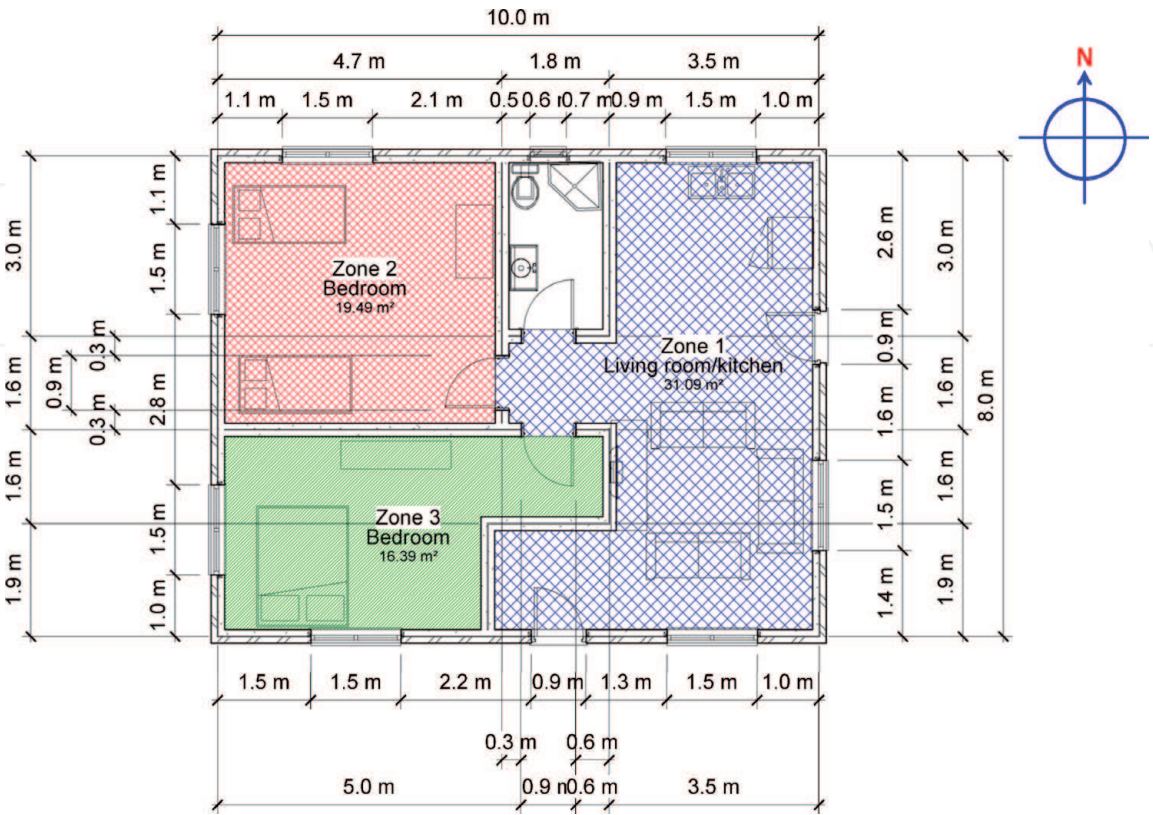 10.0 m
N
4.7 m 1.8 m 3.5 m
1.1 m 1.5 m 2.1 m 0.5 0.6 0.7 m 0.9 m 1.5 m 1.0 m
3.0 m
1.6 m
1.6 m
1.9 m
0.9 m
0.3 m
0.3 m
1.1 m
1.5 m
2.8 m
1.5 m
1.0 m
Zone 2
Bedroom
19.49 m²
Zone 1
Living room/kitchen
31.09 m²
Zone 3
Bedroom
16.39 m²
2.6 m
0.9 m
1.6 m
1.5 m
1.4 m
3.0 m
1.6 m
1.6 m
1.9 m
8.0 m
1.5 m 1.5 m 2.2 m 0.9 m 1.3 m 1.5 m 1.0 m
0.3 m 0.6 m
5.0 m 0.9 0.6 m 3.5 m